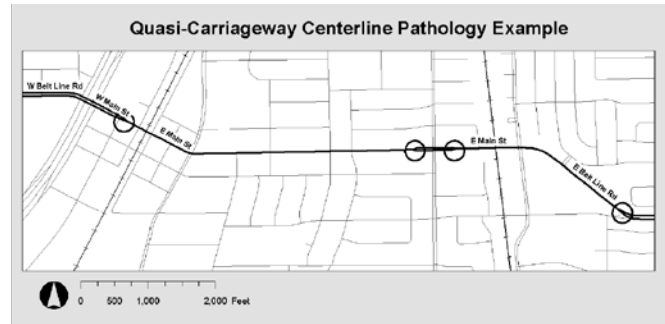 Quasi-Carriageway Centerline Pathology Example
W Belt Line Rd
W Main St
E Main St
E Main St
E Belt Line Rd
0 500 1,000 2,000 Feet